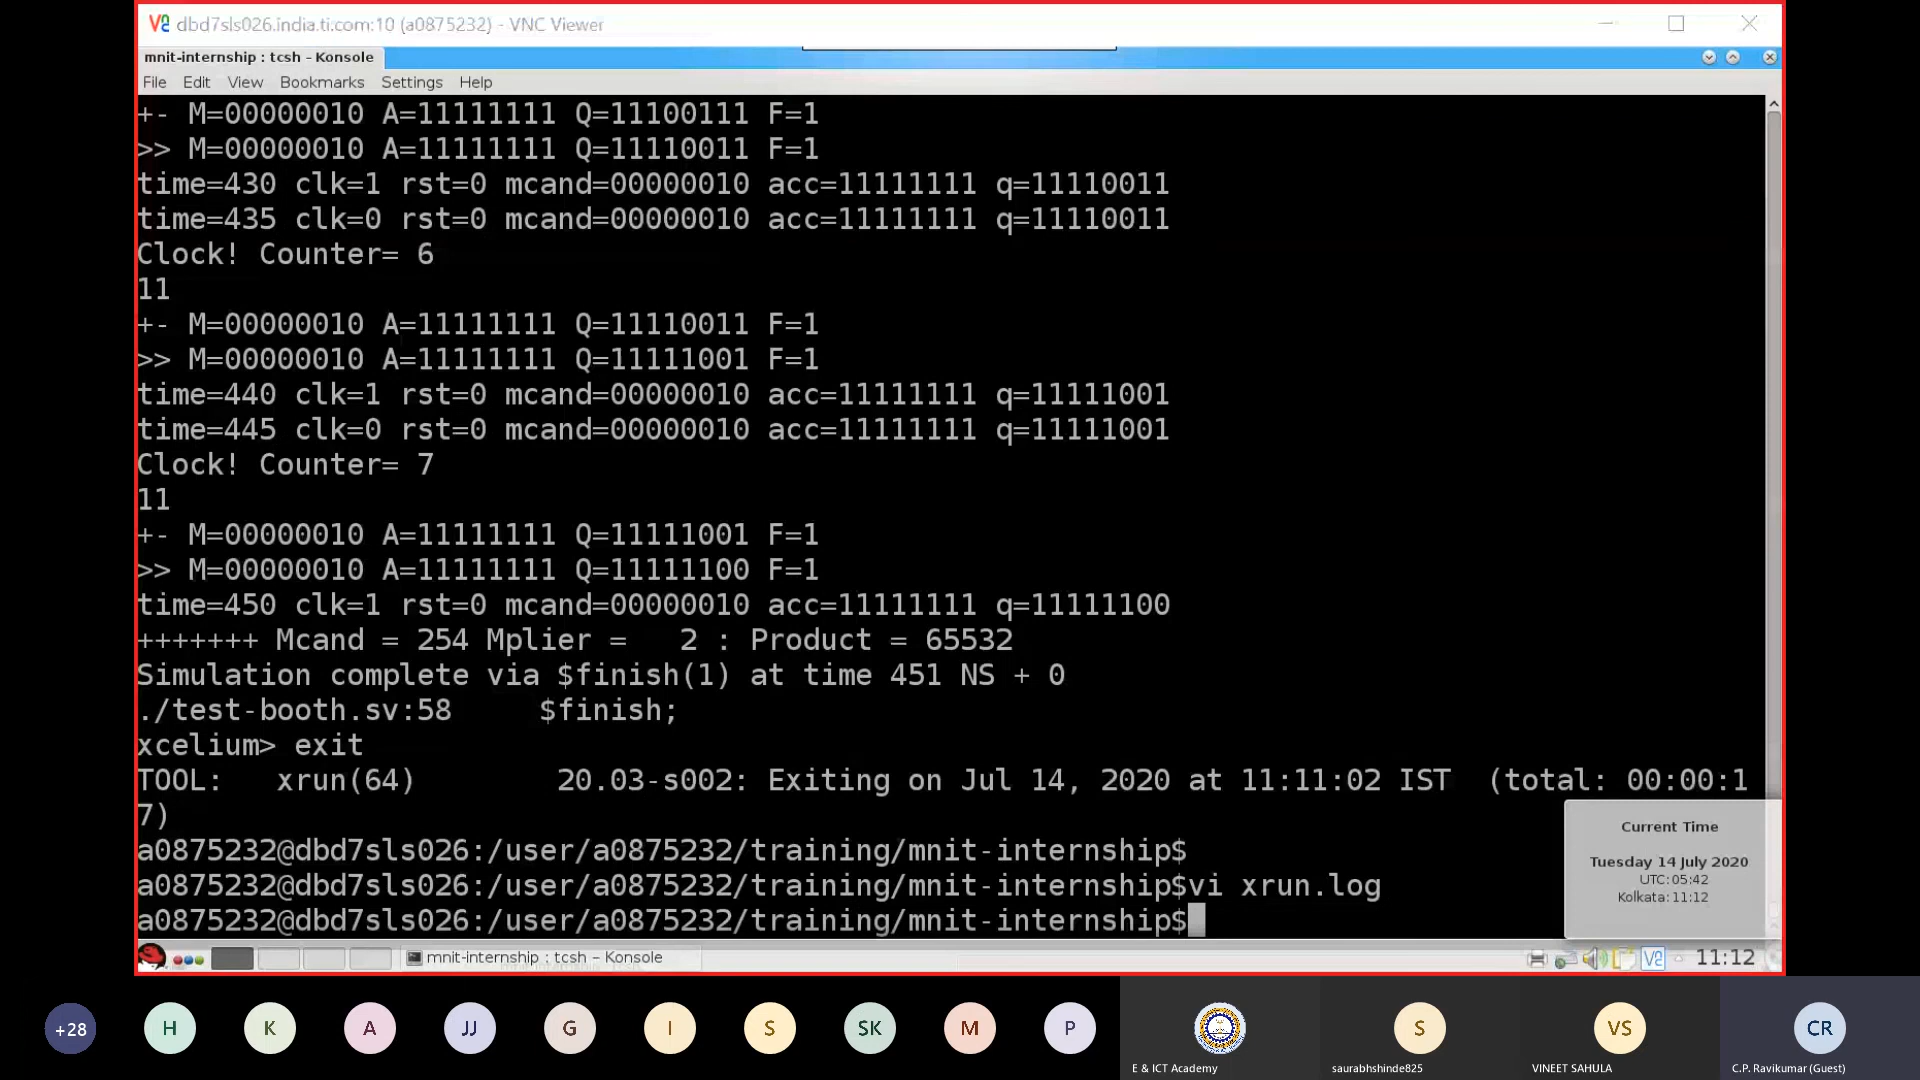 dbd7sls026.india.ti.com:10 (a0875232) - VNC Viewer
mnit-internship : tcsh - Konsole
File Edit View Bookmarks Settings Help
+- M=00000010 A=11111111 Q=11100111 F=1
>> M=00000010 A=11111111 Q=11110011 F=1
time=430 clk=1 rst=0 mcand=00000010 acc=11111111 q=11110011
time=435 clk=0 rst=0 mcand=00000010 acc=11111111 q=11110011
Clock! Counter= 6
11
+- M=00000010 A=11111111 Q=11110011 F=1
>> M=00000010 A=11111111 Q=11111001 F=1
time=440 clk=1 rst=0 mcand=00000010 acc=11111111 q=11111001
time=445 clk=0 rst=0 mcand=00000010 acc=11111111 q=11111001
Clock! Counter= 7
11
+- M=00000010 A=11111111 Q=11111001 F=1
>> M=00000010 A=11111111 Q=11111100 F=1
time=450 clk=1 rst=0 mcand=00000010 acc=11111111 q=11111100
+++++++ Mcand = 254 Mplier =   2 : Product = 65532
Simulation complete via $finish(1) at time 451 NS + 0
./test-booth.sv:58     $finish;
xcelium> exit
TOOL:   xrun(64)        20.03-s002: Exiting on Jul 14, 2020 at 11:11:02 IST  (total: 00:00:1
7)
a0875232@dbd7sls026:/user/a0875232/training/mnit-internship$
a0875232@dbd7sls026:/user/a0875232/training/mnit-internship$vi xrun.log
a0875232@dbd7sls026:/user/a0875232/training/mnit-internship$
Current Time
Tuesday 14 July 2020
UTC:05:42
Kolkata:11:12
mnit-internship : tcsh - Konsole
11:12
+28
H
K
A
JJ
G
I
S
SK
M
P
S
VS
CR
E & ICT Academy
saurabhshinde825
VINEET SAHULA
C.P. Ravikumar (Guest)